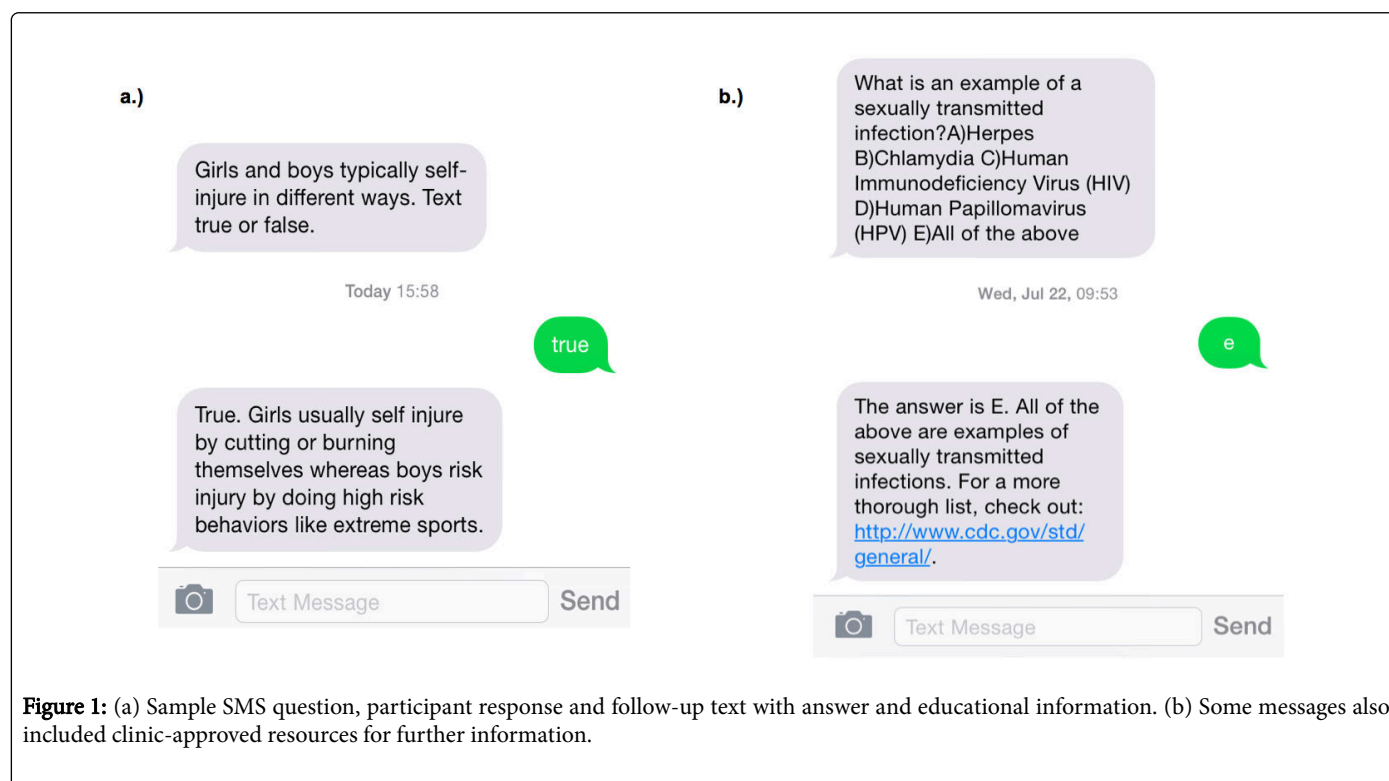 a.)
Girls and boys typically self-
injure in different ways. Text
true or false.
Today 15:58
true
True. Girls usually self injure
by cutting or burning
themselves whereas boys risk
injury by doing high risk
behaviors like extreme sports.
Text Message
Send
b.)
What is an example of a
sexually transmitted
infection?A)Herpes
B)Chlamydia C)Human
Immunodeficiency Virus (HIV)
D)Human Papillomavirus
(HPV) E)All of the above
Wed, Jul 22, 09:53
e
The answer is E. All of the
above are examples of
sexually transmitted
infections. For a more
thorough list, check out:
http://www.cdc.gov/std/
general/.
Text Message
Send
Figure 1: (a) Sample SMS question, participant response and follow-up text with answer and educational information. (b) Some messages also
included clinic-approved resources for further information.